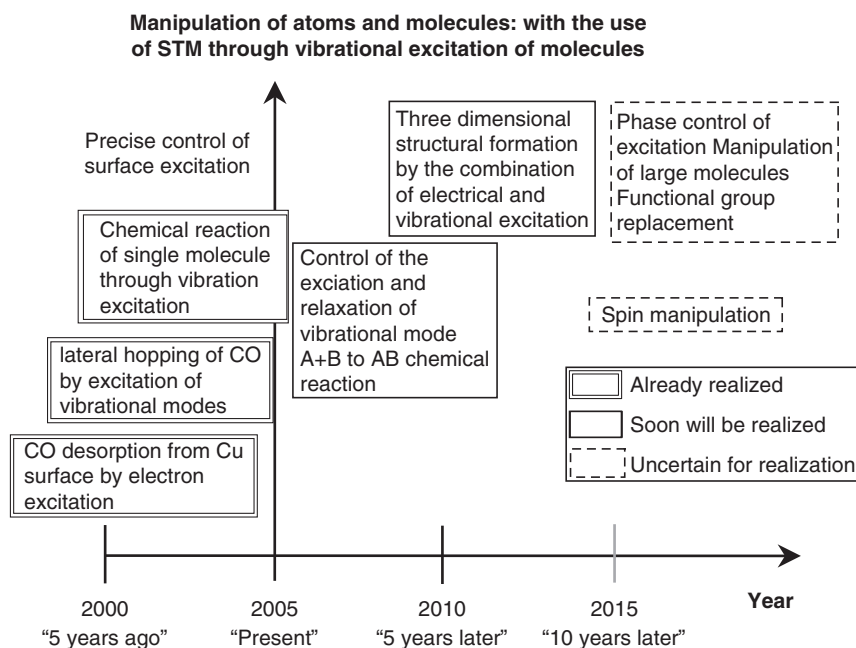 Manipulation of atoms and molecules: with the use
of STM through vibrational excitation of molecules
Precise control of
surface excitation
Three dimensional
structural formation
by the combination
of electrical and
vibrational excitation
Phase control of
excitation Manipulation
of large molecules
Functional group
replacement
Chemical reaction
of single molecule
through vibration
excitation
Control of the
exciation and
relaxation of
vibrational mode
A+B to AB chemical
reaction
Spin manipulation
lateral hopping of CO
by excitation of
vibrational modes
CO desorption from Cu
surface by electron
excitation
Already realized
Soon will be realized
Uncertain for realization
2000
2005
2010
2015
Year
“5 years ago”
“Present”
“5 years later”
“10 years later”